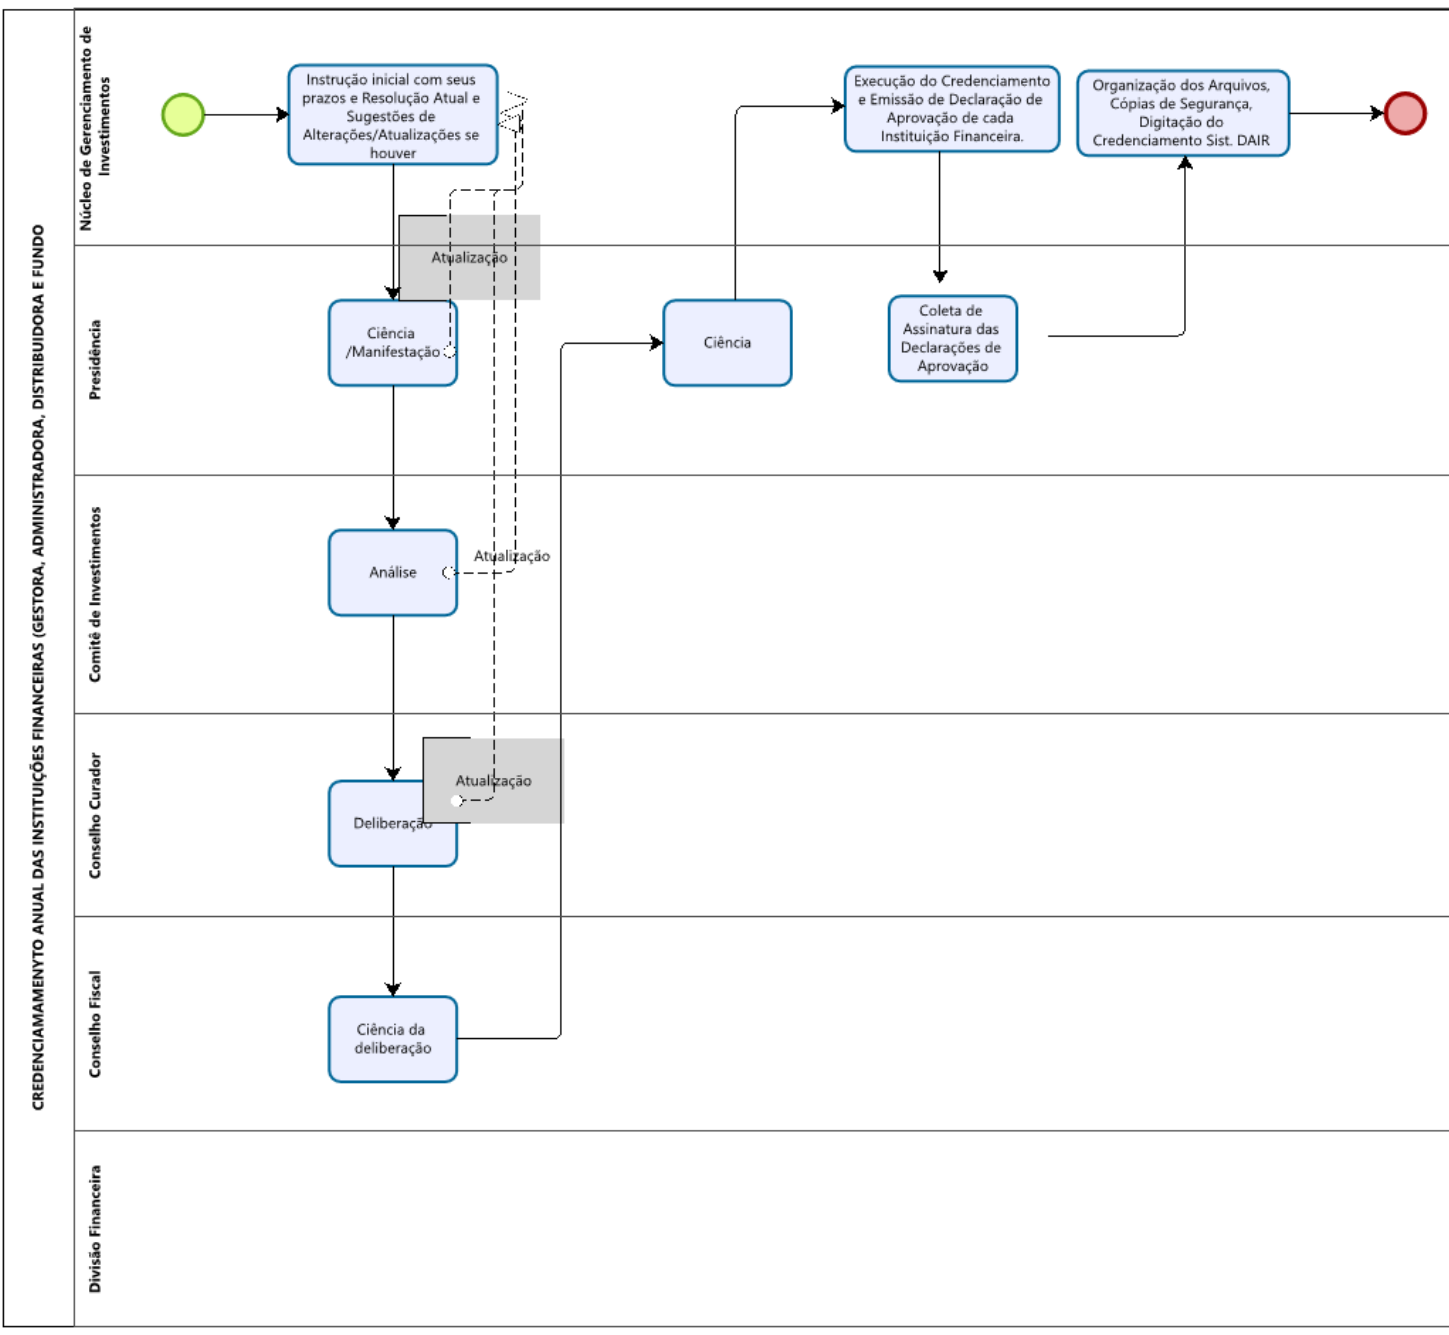 CREDENCIAMAMENYTO ANUAL DAS INSTITUIÇÕES FINANCEIRAS (GESTORA, ADMINISTRADORA, DISTRIBUIDORA E FUNDO
Núcleo de Gerenciamento de
Investimentos
Instrução inicial com seus
prazos e Resolução Atual e
Sugestões de
Alterações/Atualizações se
houver
Execução do Credenciamento
e Emissão de Declaração de
Aprovação de cada
Instituição Financeira.
Organização dos Arquivos,
Cópias de Segurança,
Digitação do
Credenciamento Sist. DAIR
Atualização
Presidência
Ciência
/Manifestação
Ciência
Coleta de
Assinatura das
Declarações de
Aprovação
Comitê de Investimentos
Análise
Atualização
Conselho Curador
Deliberação
Atualização
Conselho Fiscal
Ciência da
deliberação
Divisão Financeira